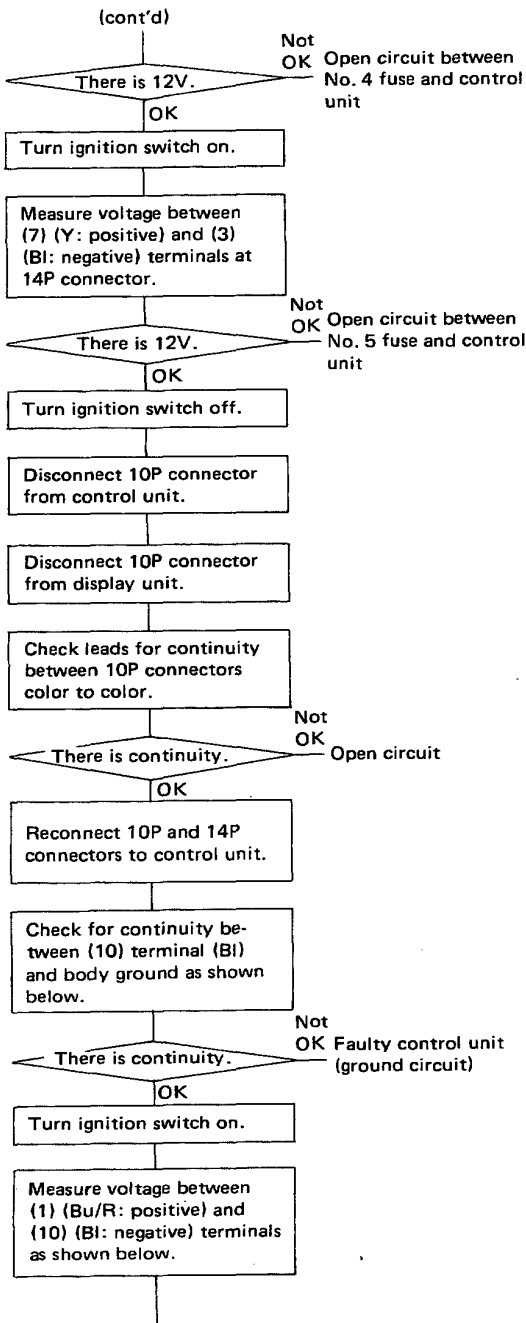 (cont'd)
Not
OK Open circuit between
No. 4 fuse and control
unit
There is 12V.
OK
Turn ignition switch on.
Measure voltage between
(7) (Y: positive) and (3)
(Bl: negative) terminals at
14P connector.
Not
OK Open circuit between
No. 5 fuse and control
unit
There is 12V.
OK
Turn ignition switch off.
Disconnect 10P connector
from control unit.
Disconnect 10P connector
from display unit.
Check leads for continuity
between 10P connectors
color to color.
Not
OK
Open circuit
There is continuity.
OK
Reconnect 10P and 14P
connectors to control unit.
Check for continuity be-
tween (10) terminal (Bl)
and body ground as shown
below.
Not
OK Faulty control unit
(ground circuit)
There is continuity.
OK
Turn ignition switch on.
Measure voltage between
(1) (Bu/R: positive) and
(10) (Bl: negative) terminals
as shown below.